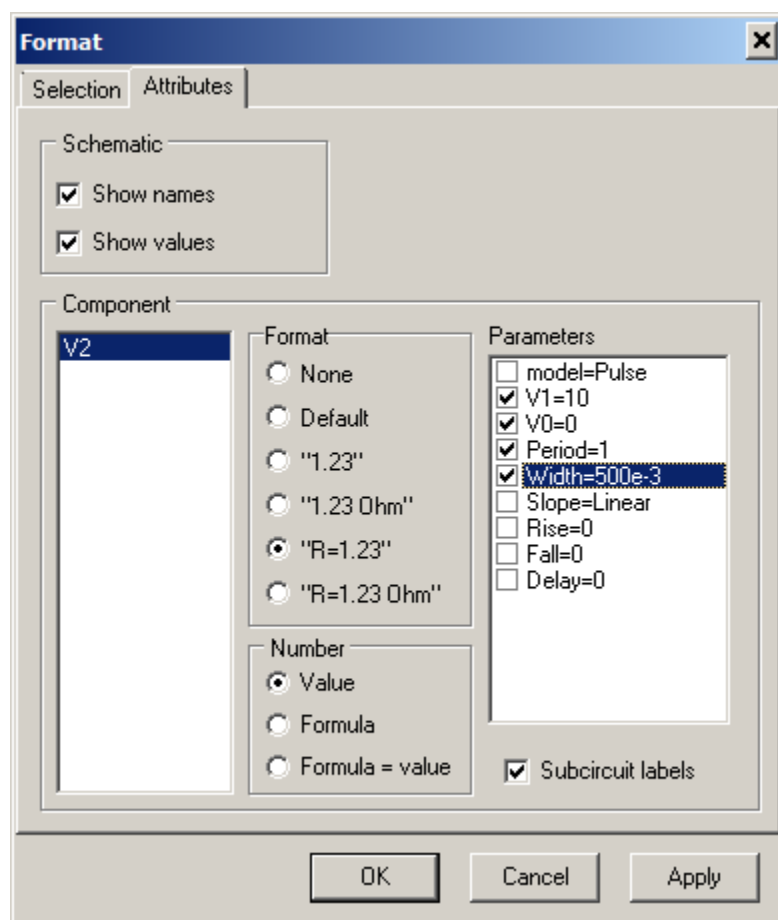 Format
Selection
Attributes
Schematic
Show names
Show values
Component
V2
Format
None
Default
"1.23"
"1.23 Ohm"
"R=1.23"
"R=1.23 Ohm"
Number
Value
Formula
Formula = value
Parameters
model=Pulse
V1=10
V0=0
Period=1
Width=500e-3
Slope=Linear
Rise=0
Fall=0
Delay=0
Subcircuit labels
OK
Cancel
Apply